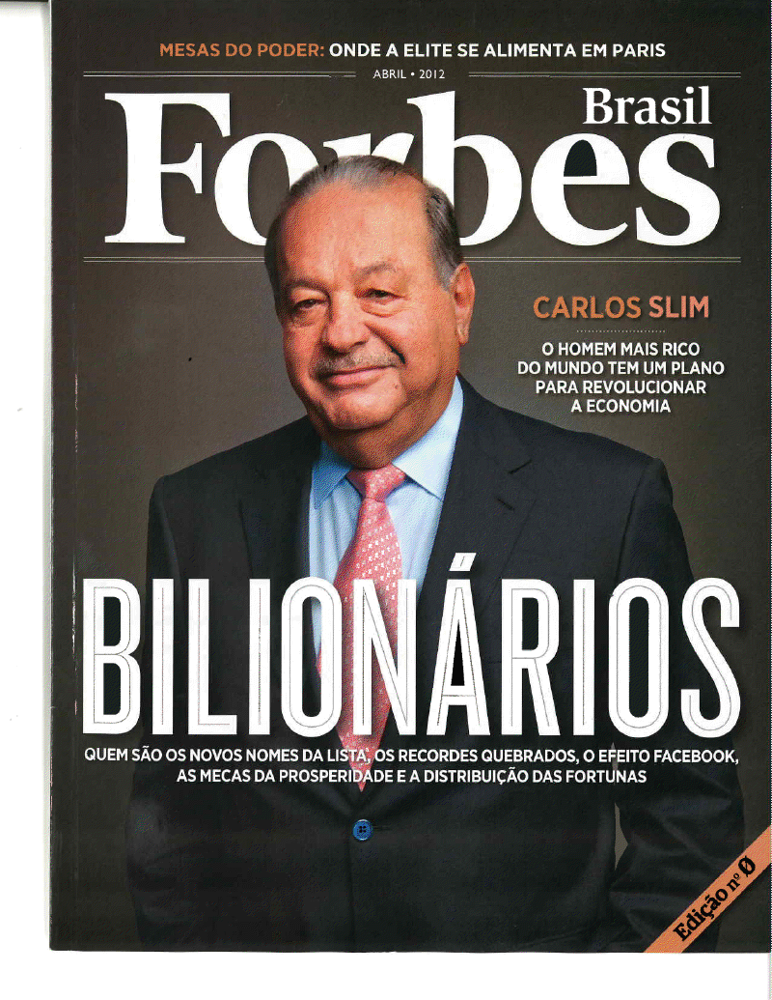 MESAS DO PODER: ONDE A ELITE SE ALIMENTA EM PARIS
ABRIL • 2012
Forbes
Brasil
CARLOS SLIM
O HOMEM MAIS RICO
DO MUNDO TEM UM PLANO
PARA REVOLUCIONAR
A ECONOMIA
BILIONÁRIOS
QUEM SÃO OS NOVOS NOMES DA LISTA, OS RECORDES QUEBRADOS, O EFEITO FACEBOOK,
AS MECAS DA PROSPERIDADE E A DISTRIBUIÇÃO DAS FORTUNAS
Edição nº 0